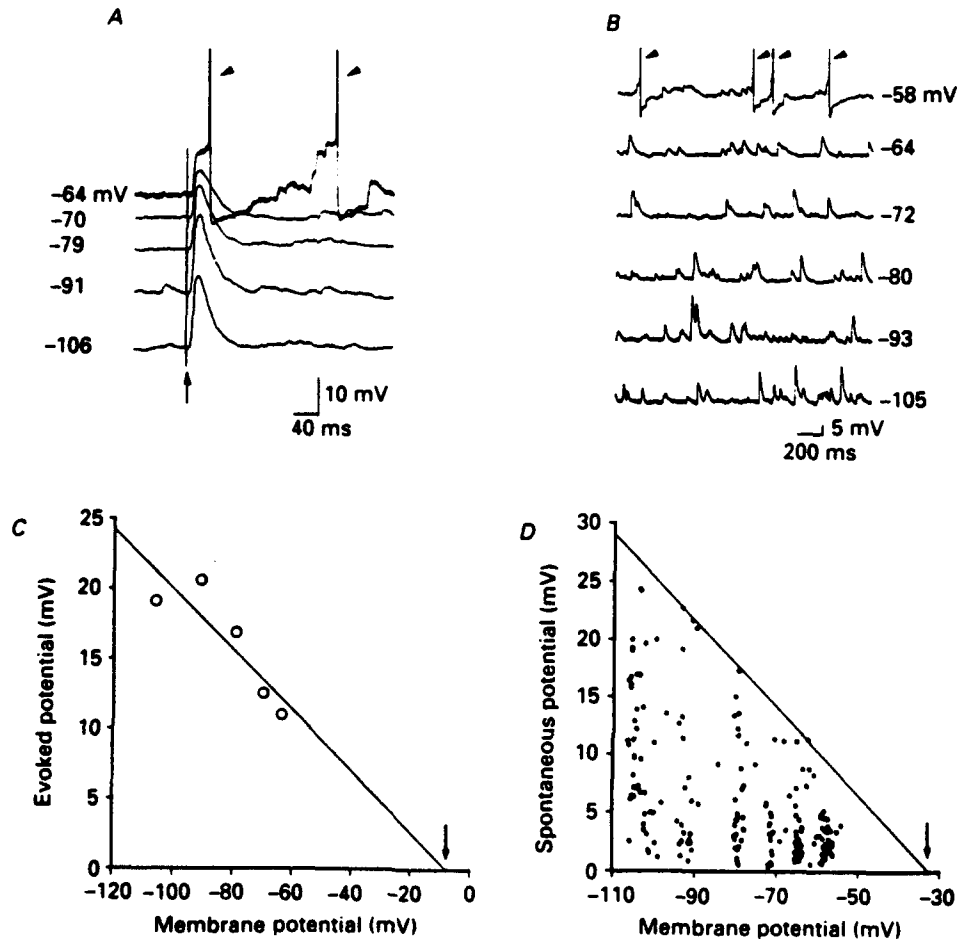 A
-64 mV
-70
-79
-91
-106
10 mV
40 ms
B
-58 mV
-64
-72
-80
-93
-105
5 mV
200 ms
C
Evoked potential (mV)
25
20
15
10
5
0
-120 -100 -80 -60 -40 -20 0
Membrane potential (mV)
D
Spontaneous potential (mV)
30
25
20
15
10
5
0
-110 -90 -70 -50 -30
Membrane potential (mV)